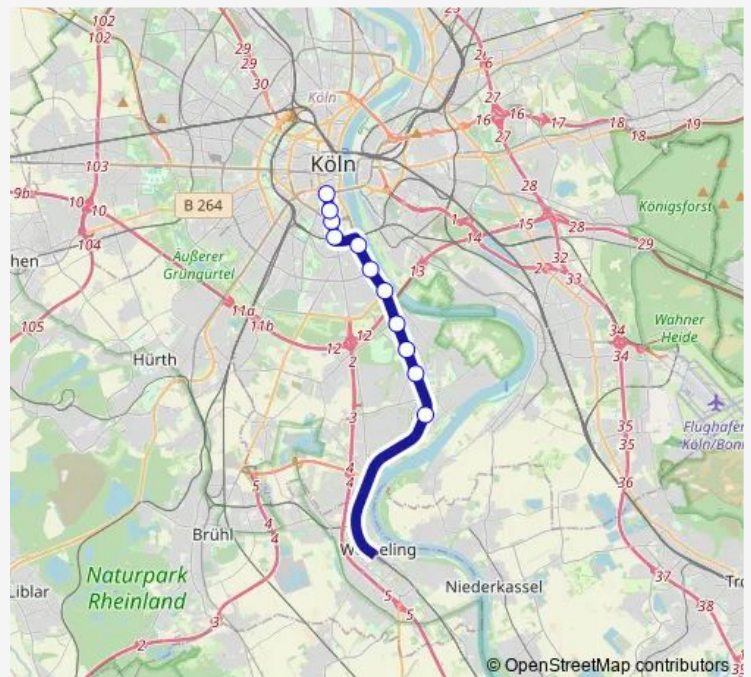 102
102
25
29
29
30
26
6
27
Köln
16
16
17
18
18
19
27
Köln
103
9b
10
10
B 264
28
Königsforst
104
1
14
15
28
29
hen
Äußerer
Grüngürtel
13
2
32
33
105
11a
11b
12
12
2
34
34
Wahner
Heide
Hürth
3
35
35
Flughafen
Köln/Bonn
5
4
4
36
Brühl
4
4
Niederkassel
Liblar
Naturpark
Rheinland
5
5
37
38
2
3
© OpenStreetMap contributors